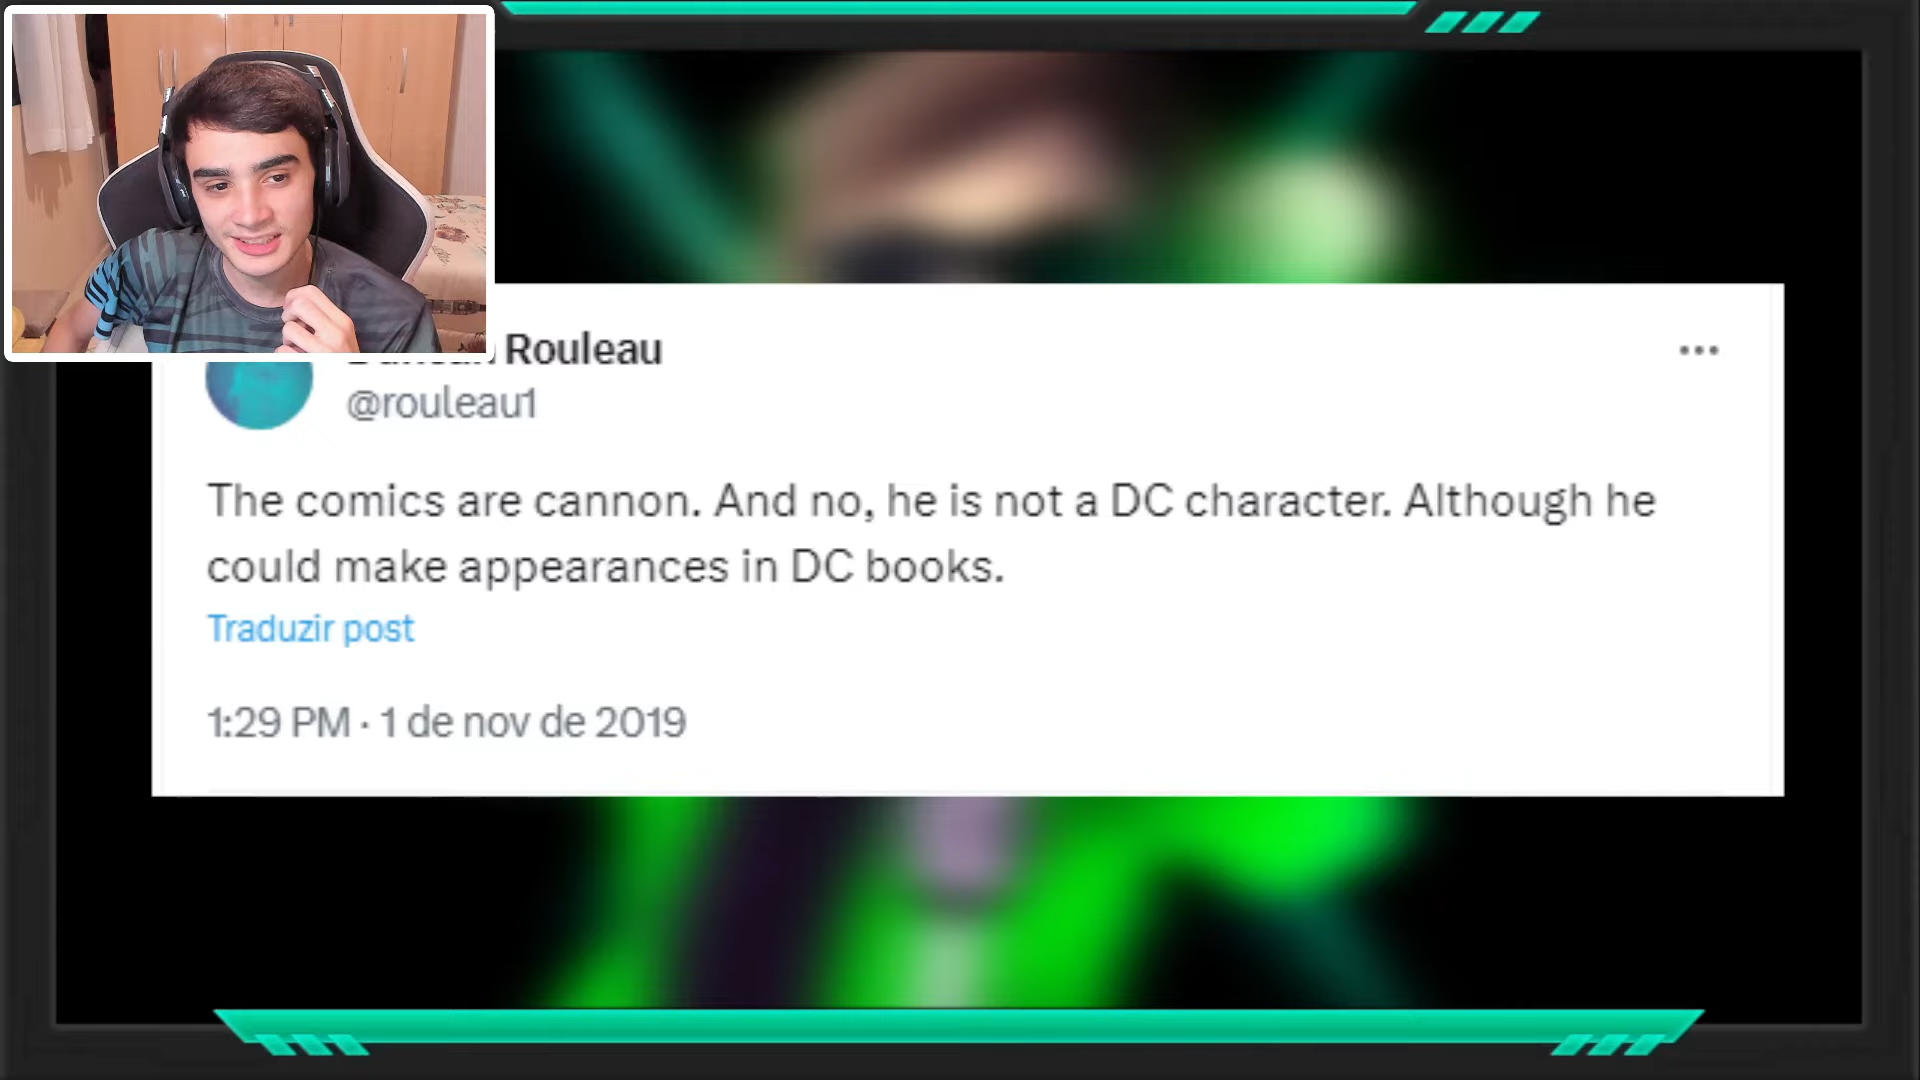 Rouleau
@rouleau1
The comics are cannon. And no, he is not a DC character. Although he
could make appearances in DC books.
Traduzir post
1:29 PM · 1 de nov de 2019